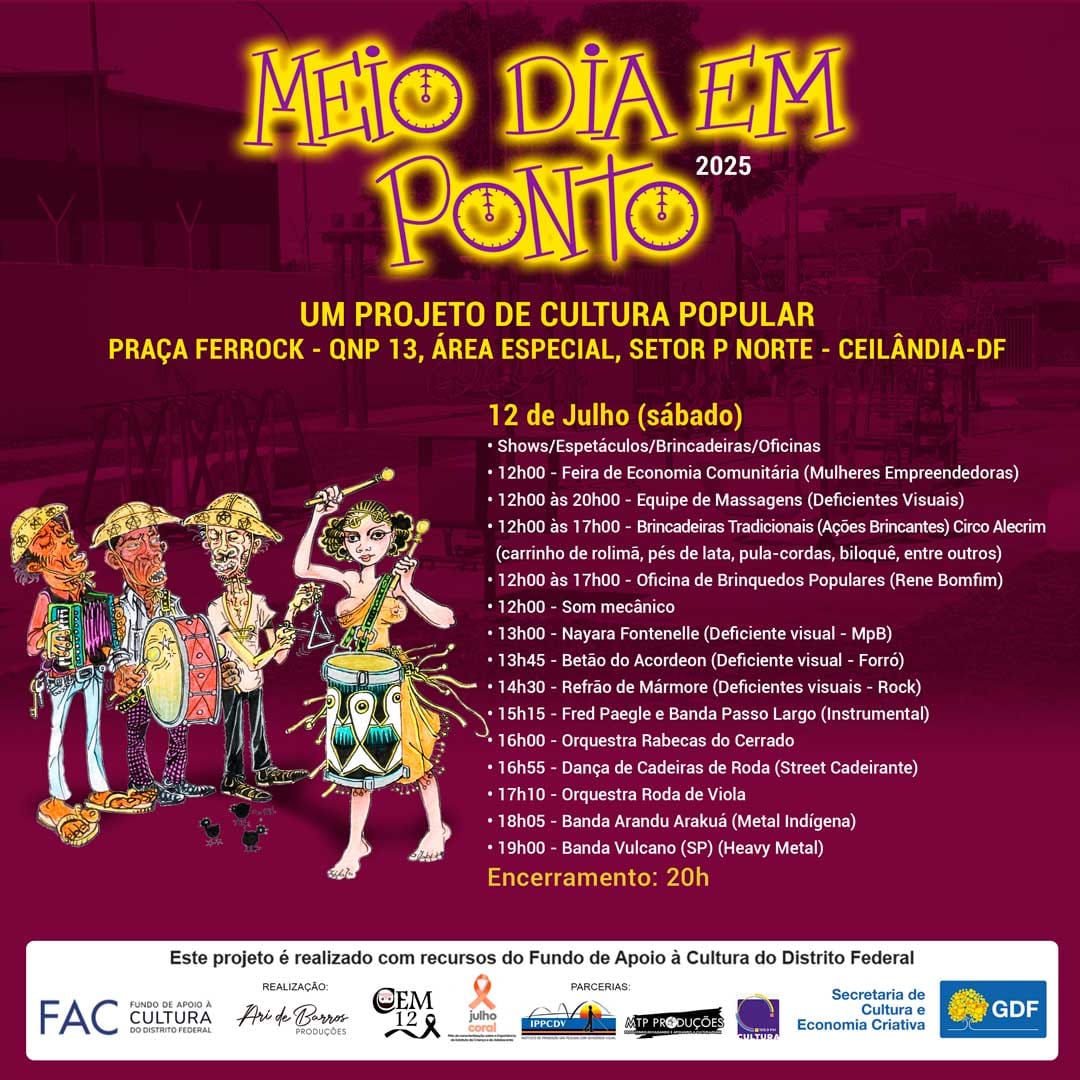 MEIO DIA EM
PONTO
2025
UM PROJETO DE CULTURA POPULAR
PRAÇA FERROCK - QNP 13, ÁREA ESPECIAL, SETOR P NORTE - CEILÂNDIA-DF
12 de Julho (sábado)
• Shows/Espetáculos/Brincadeiras/Oficinas
• 12h00 - Feira de Economia Comunitária (Mulheres Empreendedoras)
• 12h00 às 20h00 - Equipe de Massagens (Deficientes Visuais)
• 12h00 às 17h00 - Brincadeiras Tradicionais (Ações Brincantes) Circo Alecrim
(carrinho de rolimã, pés de lata, pula-cordas, biloquê, entre outros)
• 12h00 às 17h00 - Oficina de Brinquedos Populares (Rene Bomfim)
• 12h00 - Som mecânico
• 13h00 - Nayara Fontenelle (Deficiente visual - MpB)
• 13h45 - Betão do Acordeon (Deficiente visual - Forró)
• 14h30 - Refrão de Mármore (Deficientes visuais - Rock)
• 15h15 - Fred Paegle e Banda Passo Largo (Instrumental)
• 16h00 - Orquestra Rabecas do Cerrado
• 16h55 - Dança de Cadeiras de Roda (Street Cadeirante)
• 17h10 - Orquestra Roda de Viola
• 18h05 - Banda Arandu Arakuá (Metal Indígena)
• 19h00 - Banda Vulcano (SP) (Heavy Metal)
Encerramento: 20h
Este projeto é realizado com recursos do Fundo de Apoio à Cultura do Distrito Federal
FAC
FUNDO DE APOIO À
CULTURA
DO DISTRITO FEDERAL
REALIZAÇÃO:
Ari de Barros
PRODUÇÕES
CEM
12
julho
coral
PARCERIAS:
IPPCDV
MTP PRODUÇÕES
CULTURA
Secretaria de
Cultura e
Economia Criativa
GDF